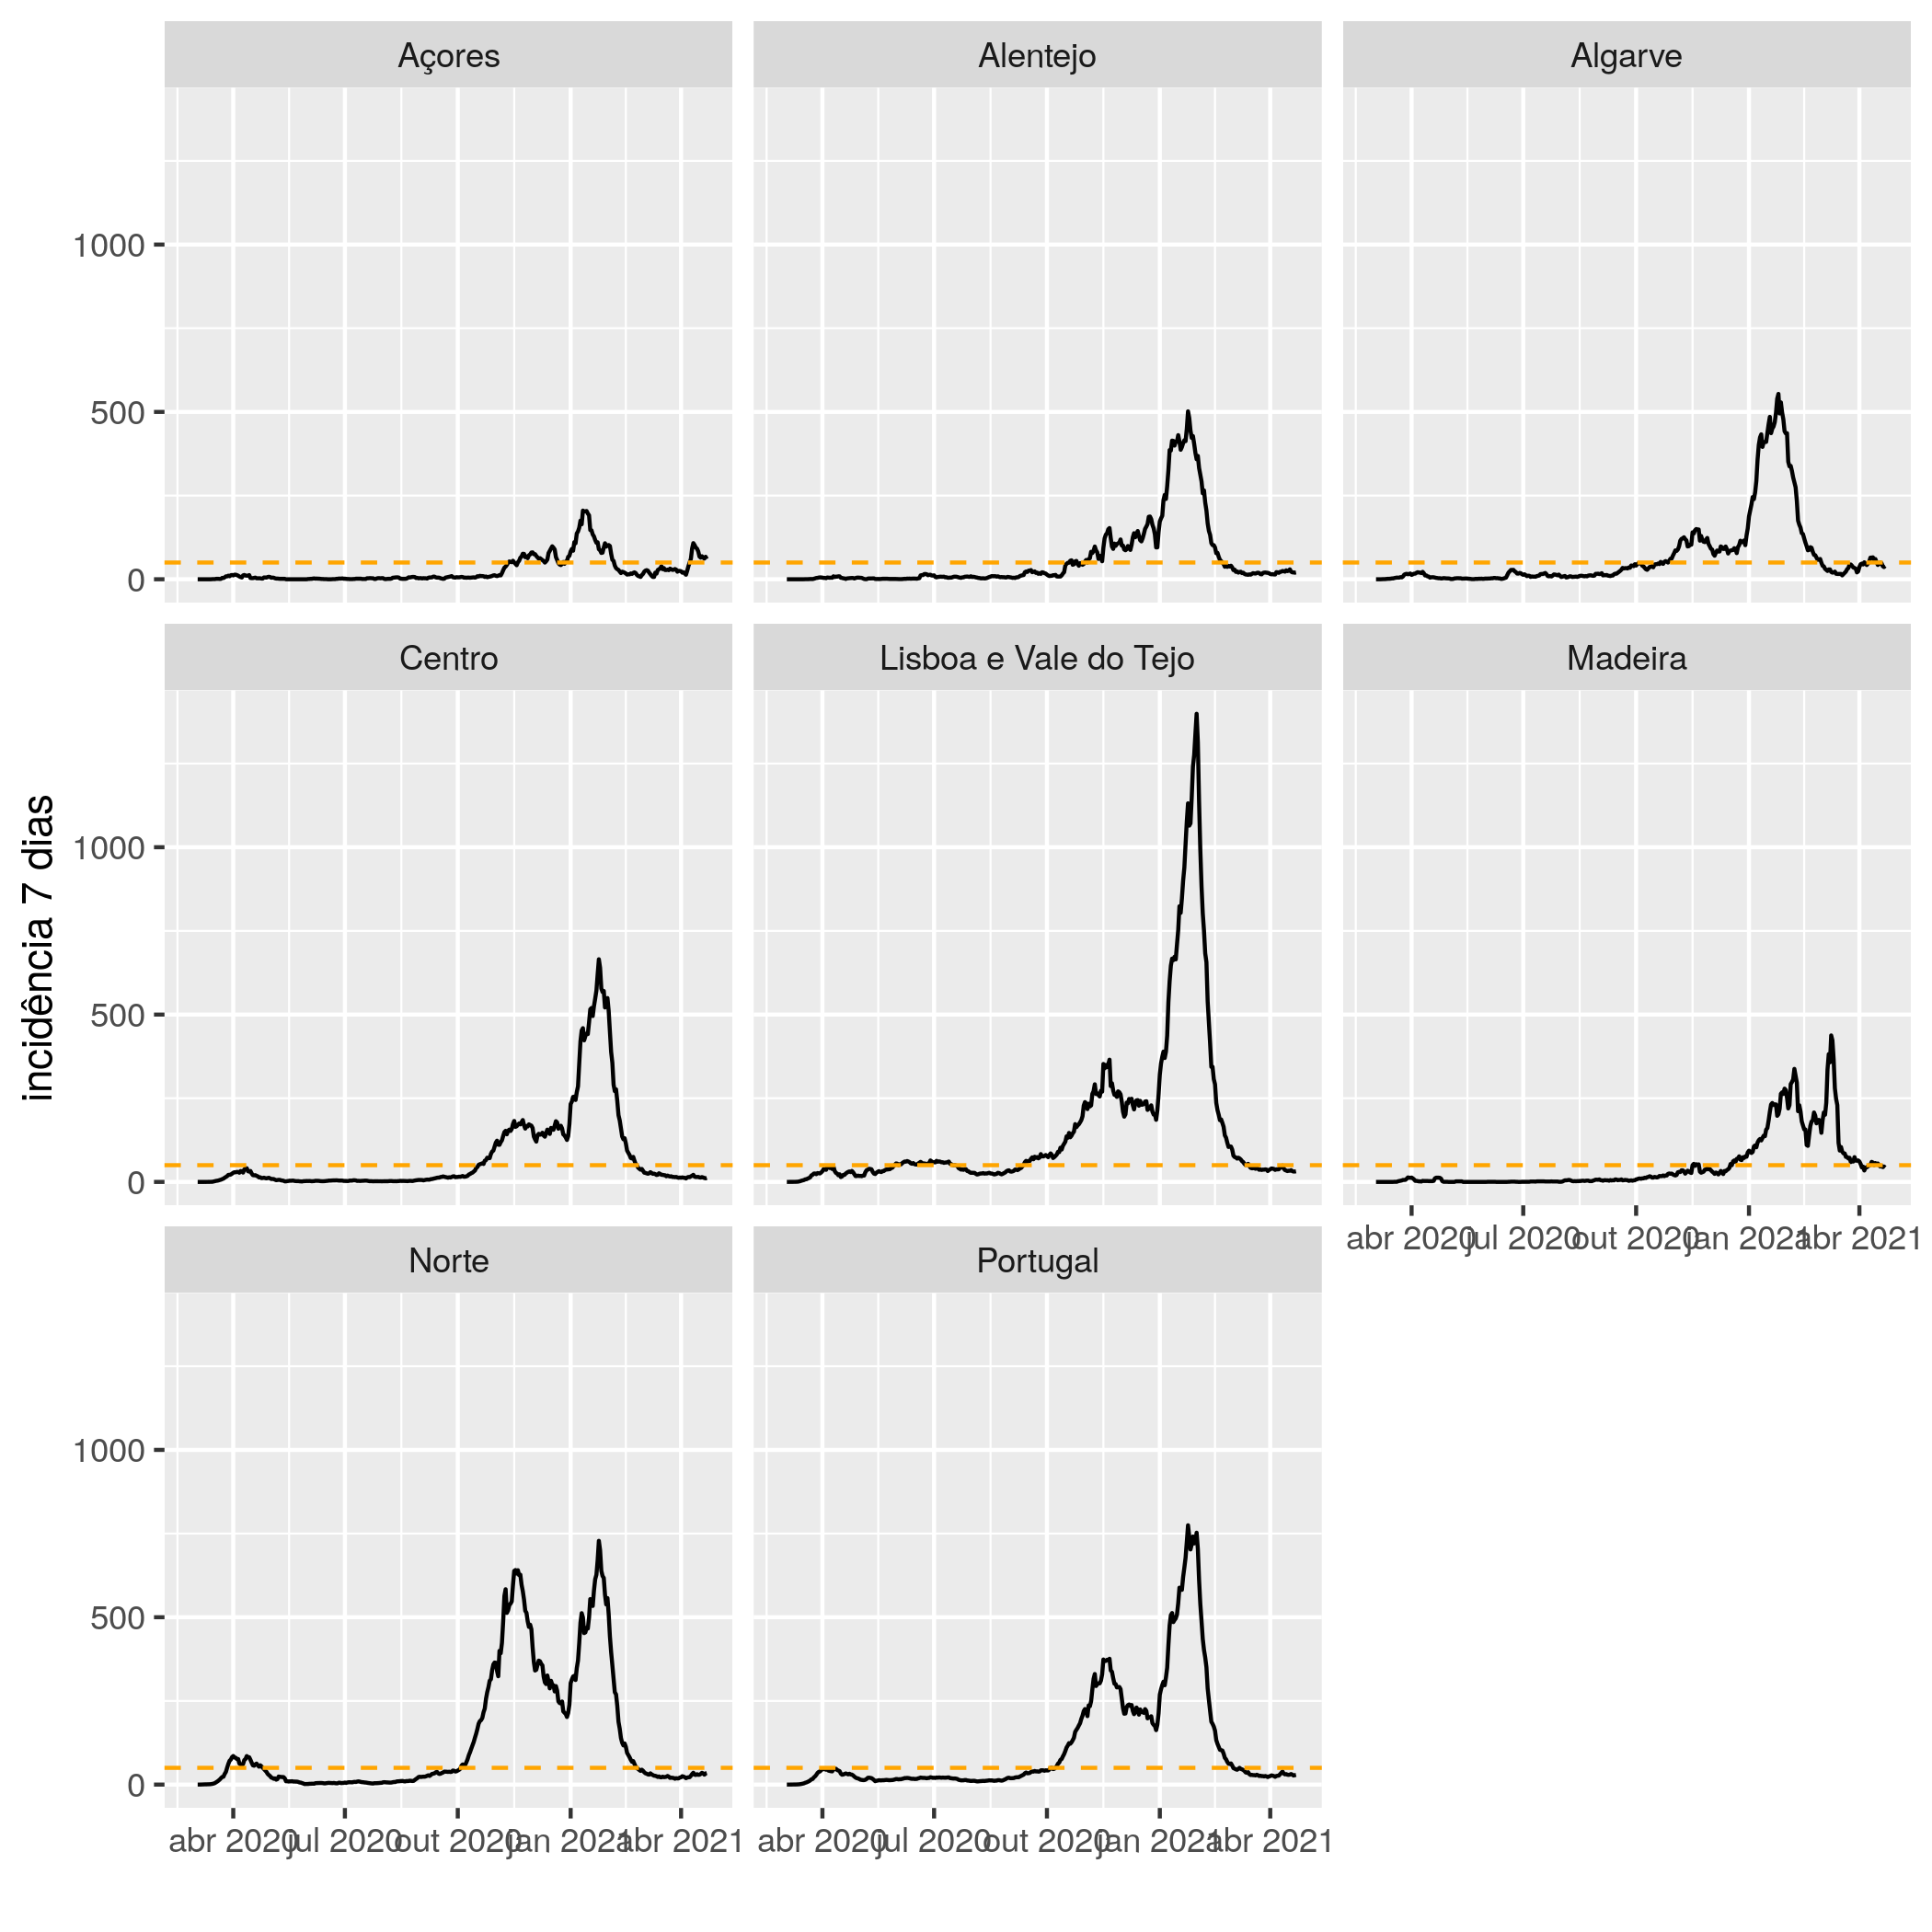 Açores
Alentejo
Algarve
1000
500
0
Centro
Lisboa e Vale do Tejo
Madeira
incidência 7 dias
1000
500
0
abr 2020 jul 2020 out 2020 jan 2021 abr 2021
Norte
Portugal
1000
500
0
abr 2020 jul 2020 out 2020 jan 2021 abr 2021
abr 2020 jul 2020 out 2020 jan 2021 abr 2021